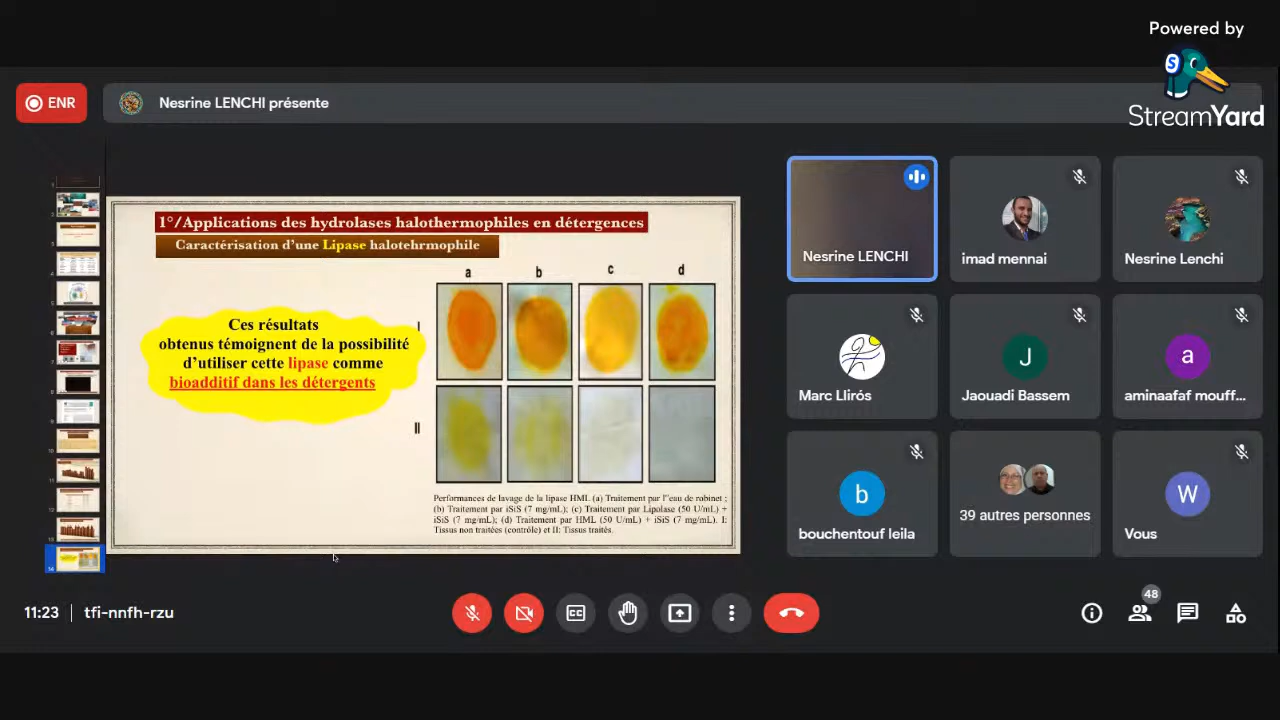 Powered by
StreamYard
ENR
Nesrine LENCHI présente
1°/Applications des hydrolases halothermophiles en détergences
Caractérisation d'une Lipase halotehrmophile
Ces résultats
obtenus témoignent de la possibilité
d'utiliser cette lipase comme
bioadditif dans les détergents
a b c d
I
II
Performances de lavage de la lipase HML (a) Traitement par l''eau de robinet ;
(b) Traitement par iSiS (7 mg/mL); (c) Traitement par Lipolase (50 U/mL) +
iSiS (7 mg/mL); (d) Traitement par HML (50 U/mL) + iSiS (7 mg/mL). I:
Tissus non traitées (contrôle) et II: Tissus traités.
Nesrine LENCHI
imad mennai
Nesrine Lenchi
Marc Llirós
J
Jaouadi Bassem
a
aminaafaf mouff...
b
bouchentouf leila
39 autres personnes
W
Vous
11:23
tfi-nnfh-rzu
CC
48